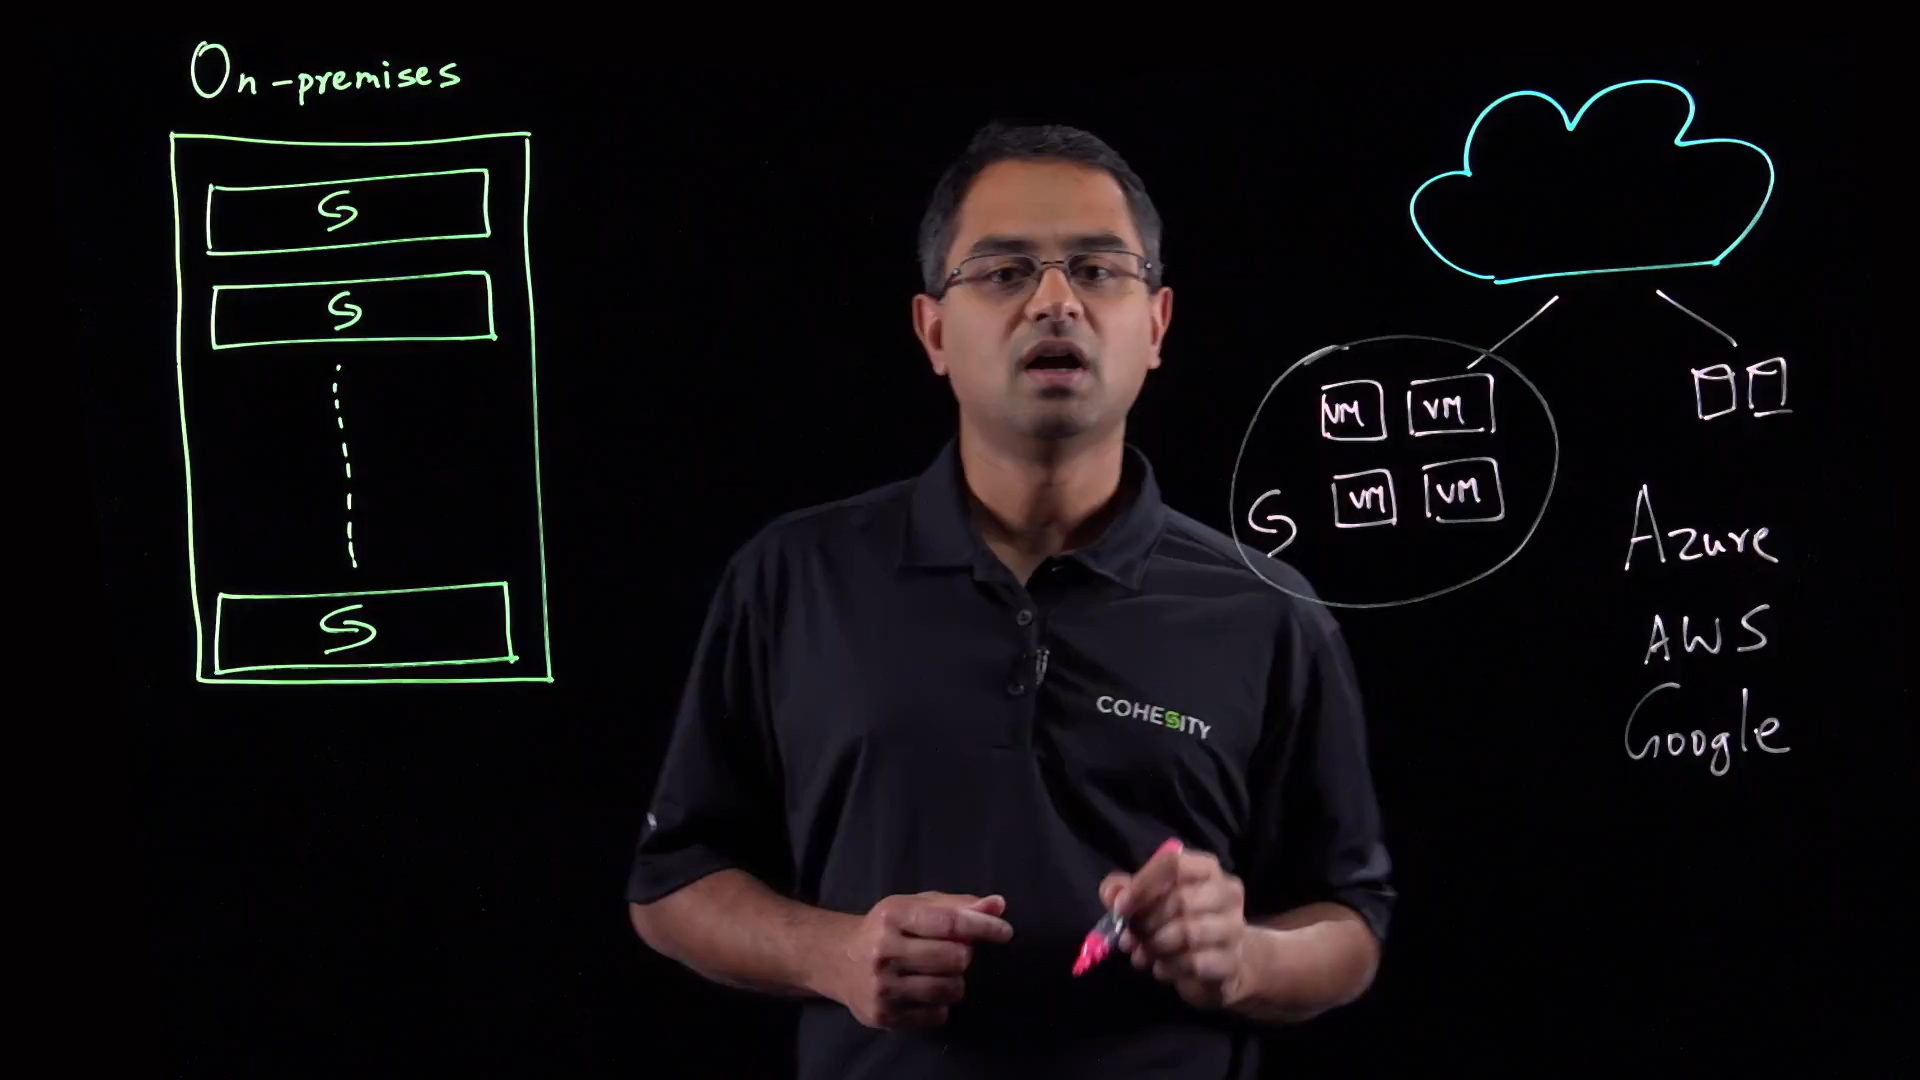 On-premises
S
S
S
VM VM
VM VM
S
Azure
AWS
Google
COHESITY